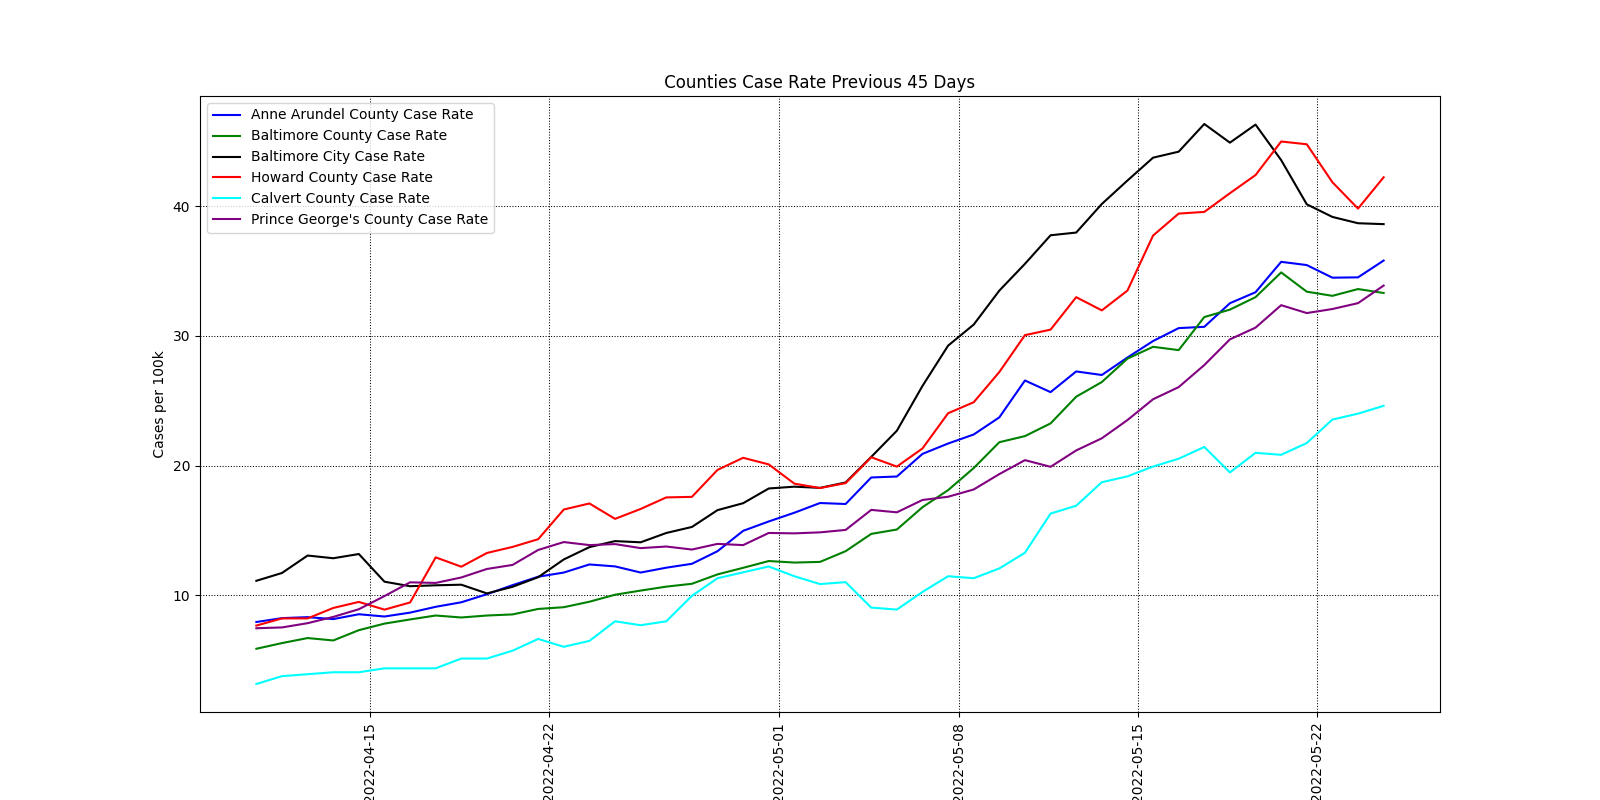 Counties Case Rate Previous 45 Days
Anne Arundel County Case Rate
Baltimore County Case Rate
Baltimore City Case Rate
Howard County Case Rate
Calvert County Case Rate
Prince George's County Case Rate
Cases per 100k
40
30
20
10
2022-04-15
2022-04-22
2022-05-01
2022-05-08
2022-05-15
2022-05-22